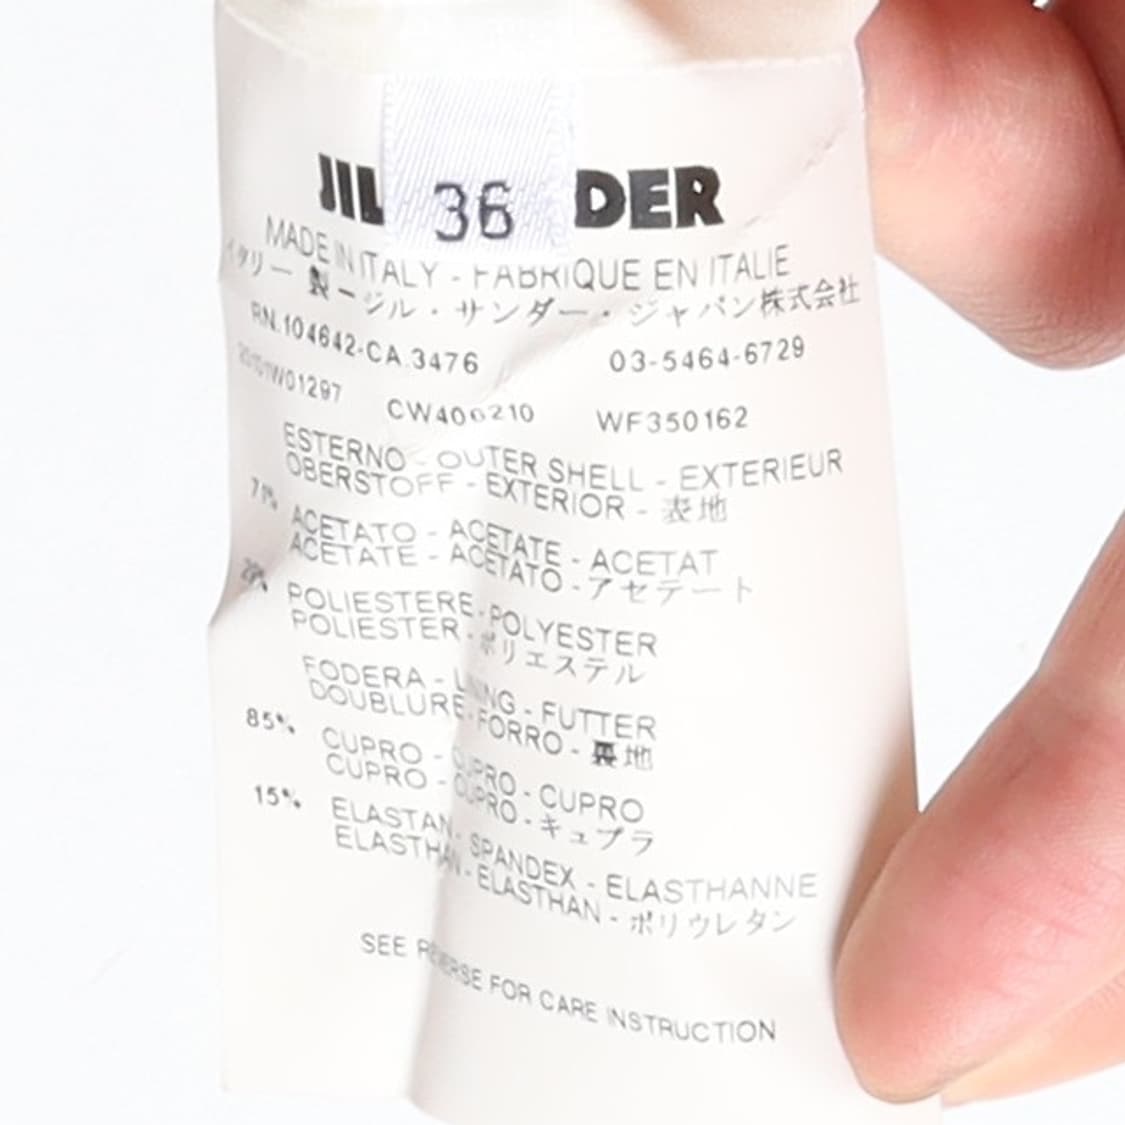 JIL 36 DER
MADE IN ITALY - FABRIQUE EN ITALIE
イタリー製ージル・サンダー・ジャパン株式会社
RN.104642-CA.3476 03-5464-6729
CW406210 WF350162
ESTERNO - OUTER SHELL - EXTERIEUR
OBERSTOFF - EXTERIOR - 表地
71% ACETATO - ACETATE - ACETAT
ACETATE - ACETATO - アセテート
29% POLIESTERE - POLYESTER
POLIESTER - ポリエステル
FODERA - LINING - FUTTER
DOUBLURE - FORRO - 裏地
85% CUPRO - CUPRO - CUPRO
CUPRO - CUPRO - キュプラ
15% ELASTAN - SPANDEX - ELASTHANNE
ELASTHAN - ELASTHAN - ポリウレタン
SEE REVERSE FOR CARE INSTRUCTION